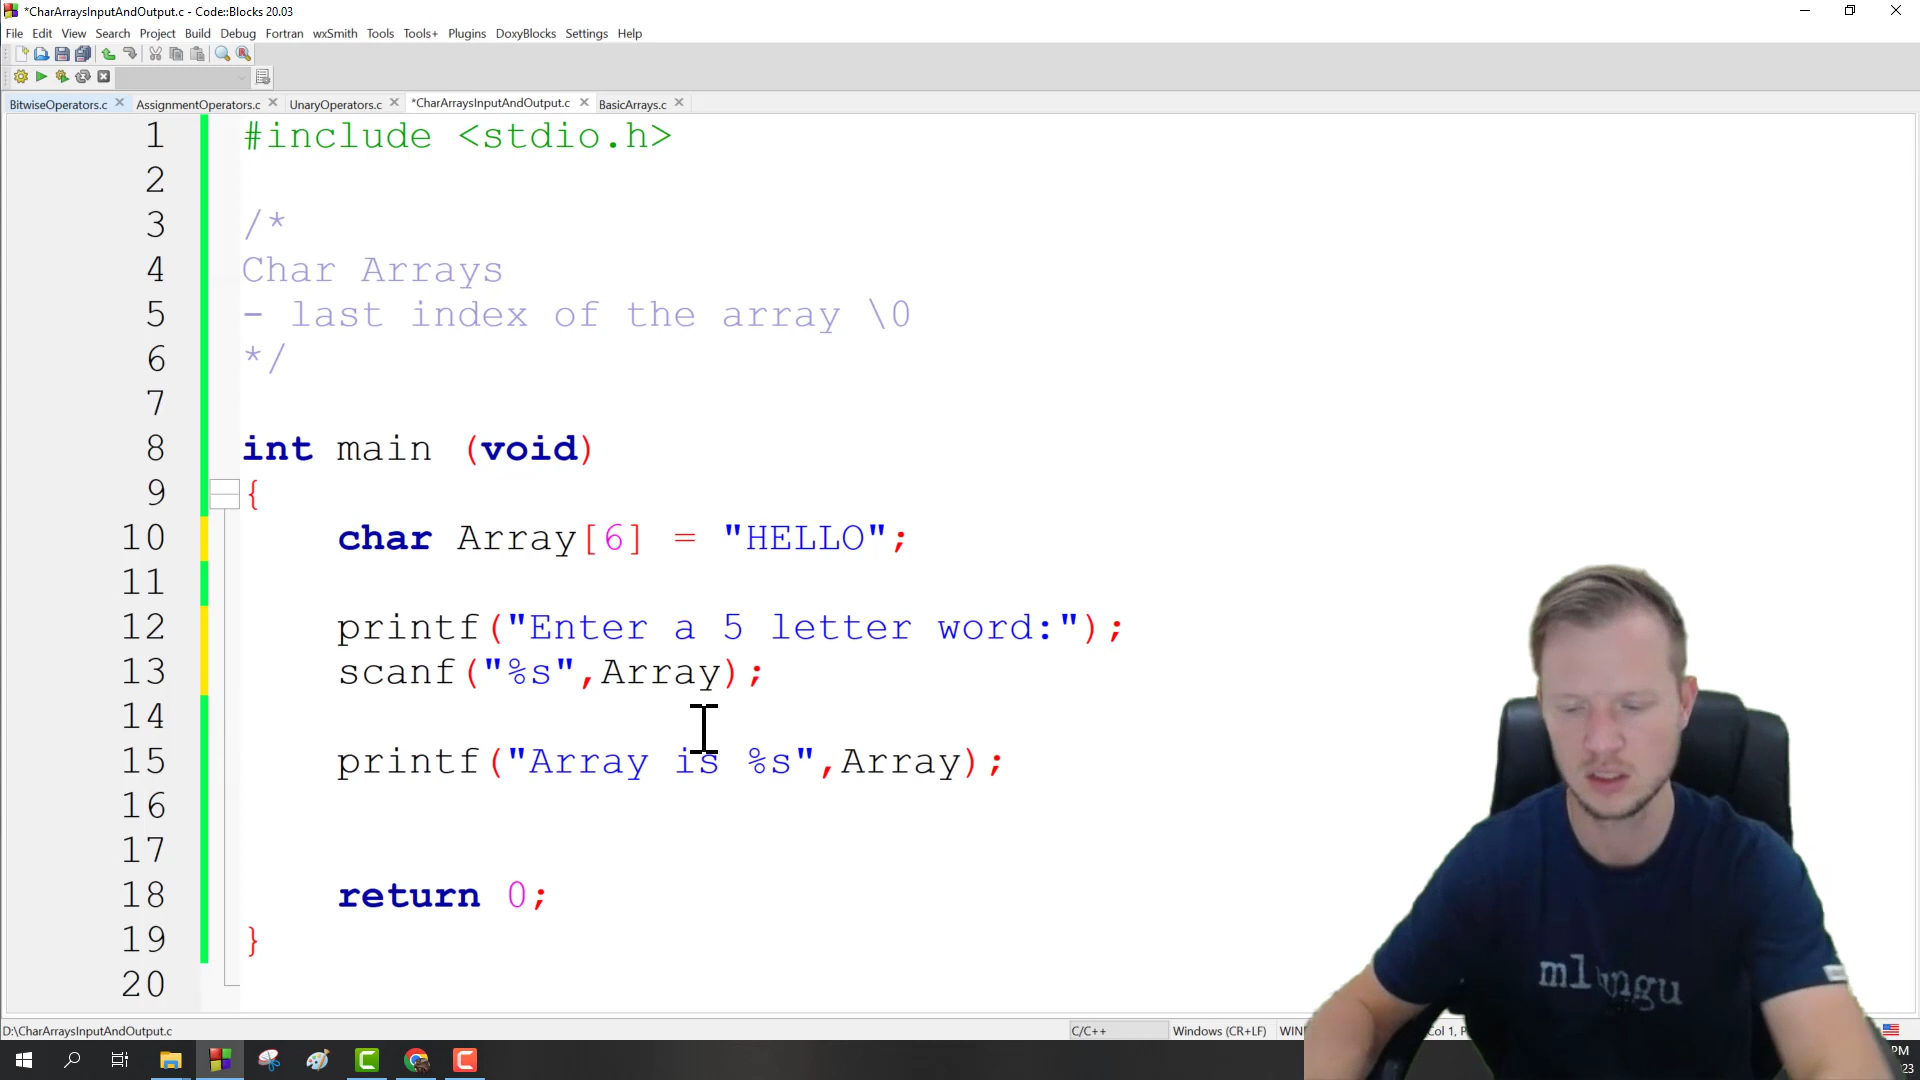 *CharArraysInputAndOutput.c - Code::Blocks 20.03
File Edit View Search Project Build Debug Fortran wxSmith Tools Tools+ Plugins DoxyBlocks Settings Help
BitwiseOperators.c AssignmentOperators.c UnaryOperators.c *CharArraysInputAndOutput.c BasicArrays.c
1 #include <stdio.h>
2
3 /*
4 Char Arrays
5 - last index of the array \0
6 */
7
8 int main (void)
9 {
10 char Array[6] = "HELLO";
11
12 printf("Enter a 5 letter word:");
13 scanf("%s",Array);
14
15 printf("Array is %s",Array);
16
17
18 return 0;
19 }
20
mlungu
D:\CharArraysInputAndOutput.c C/C++ Windows (CR+LF) Col 1,
PM